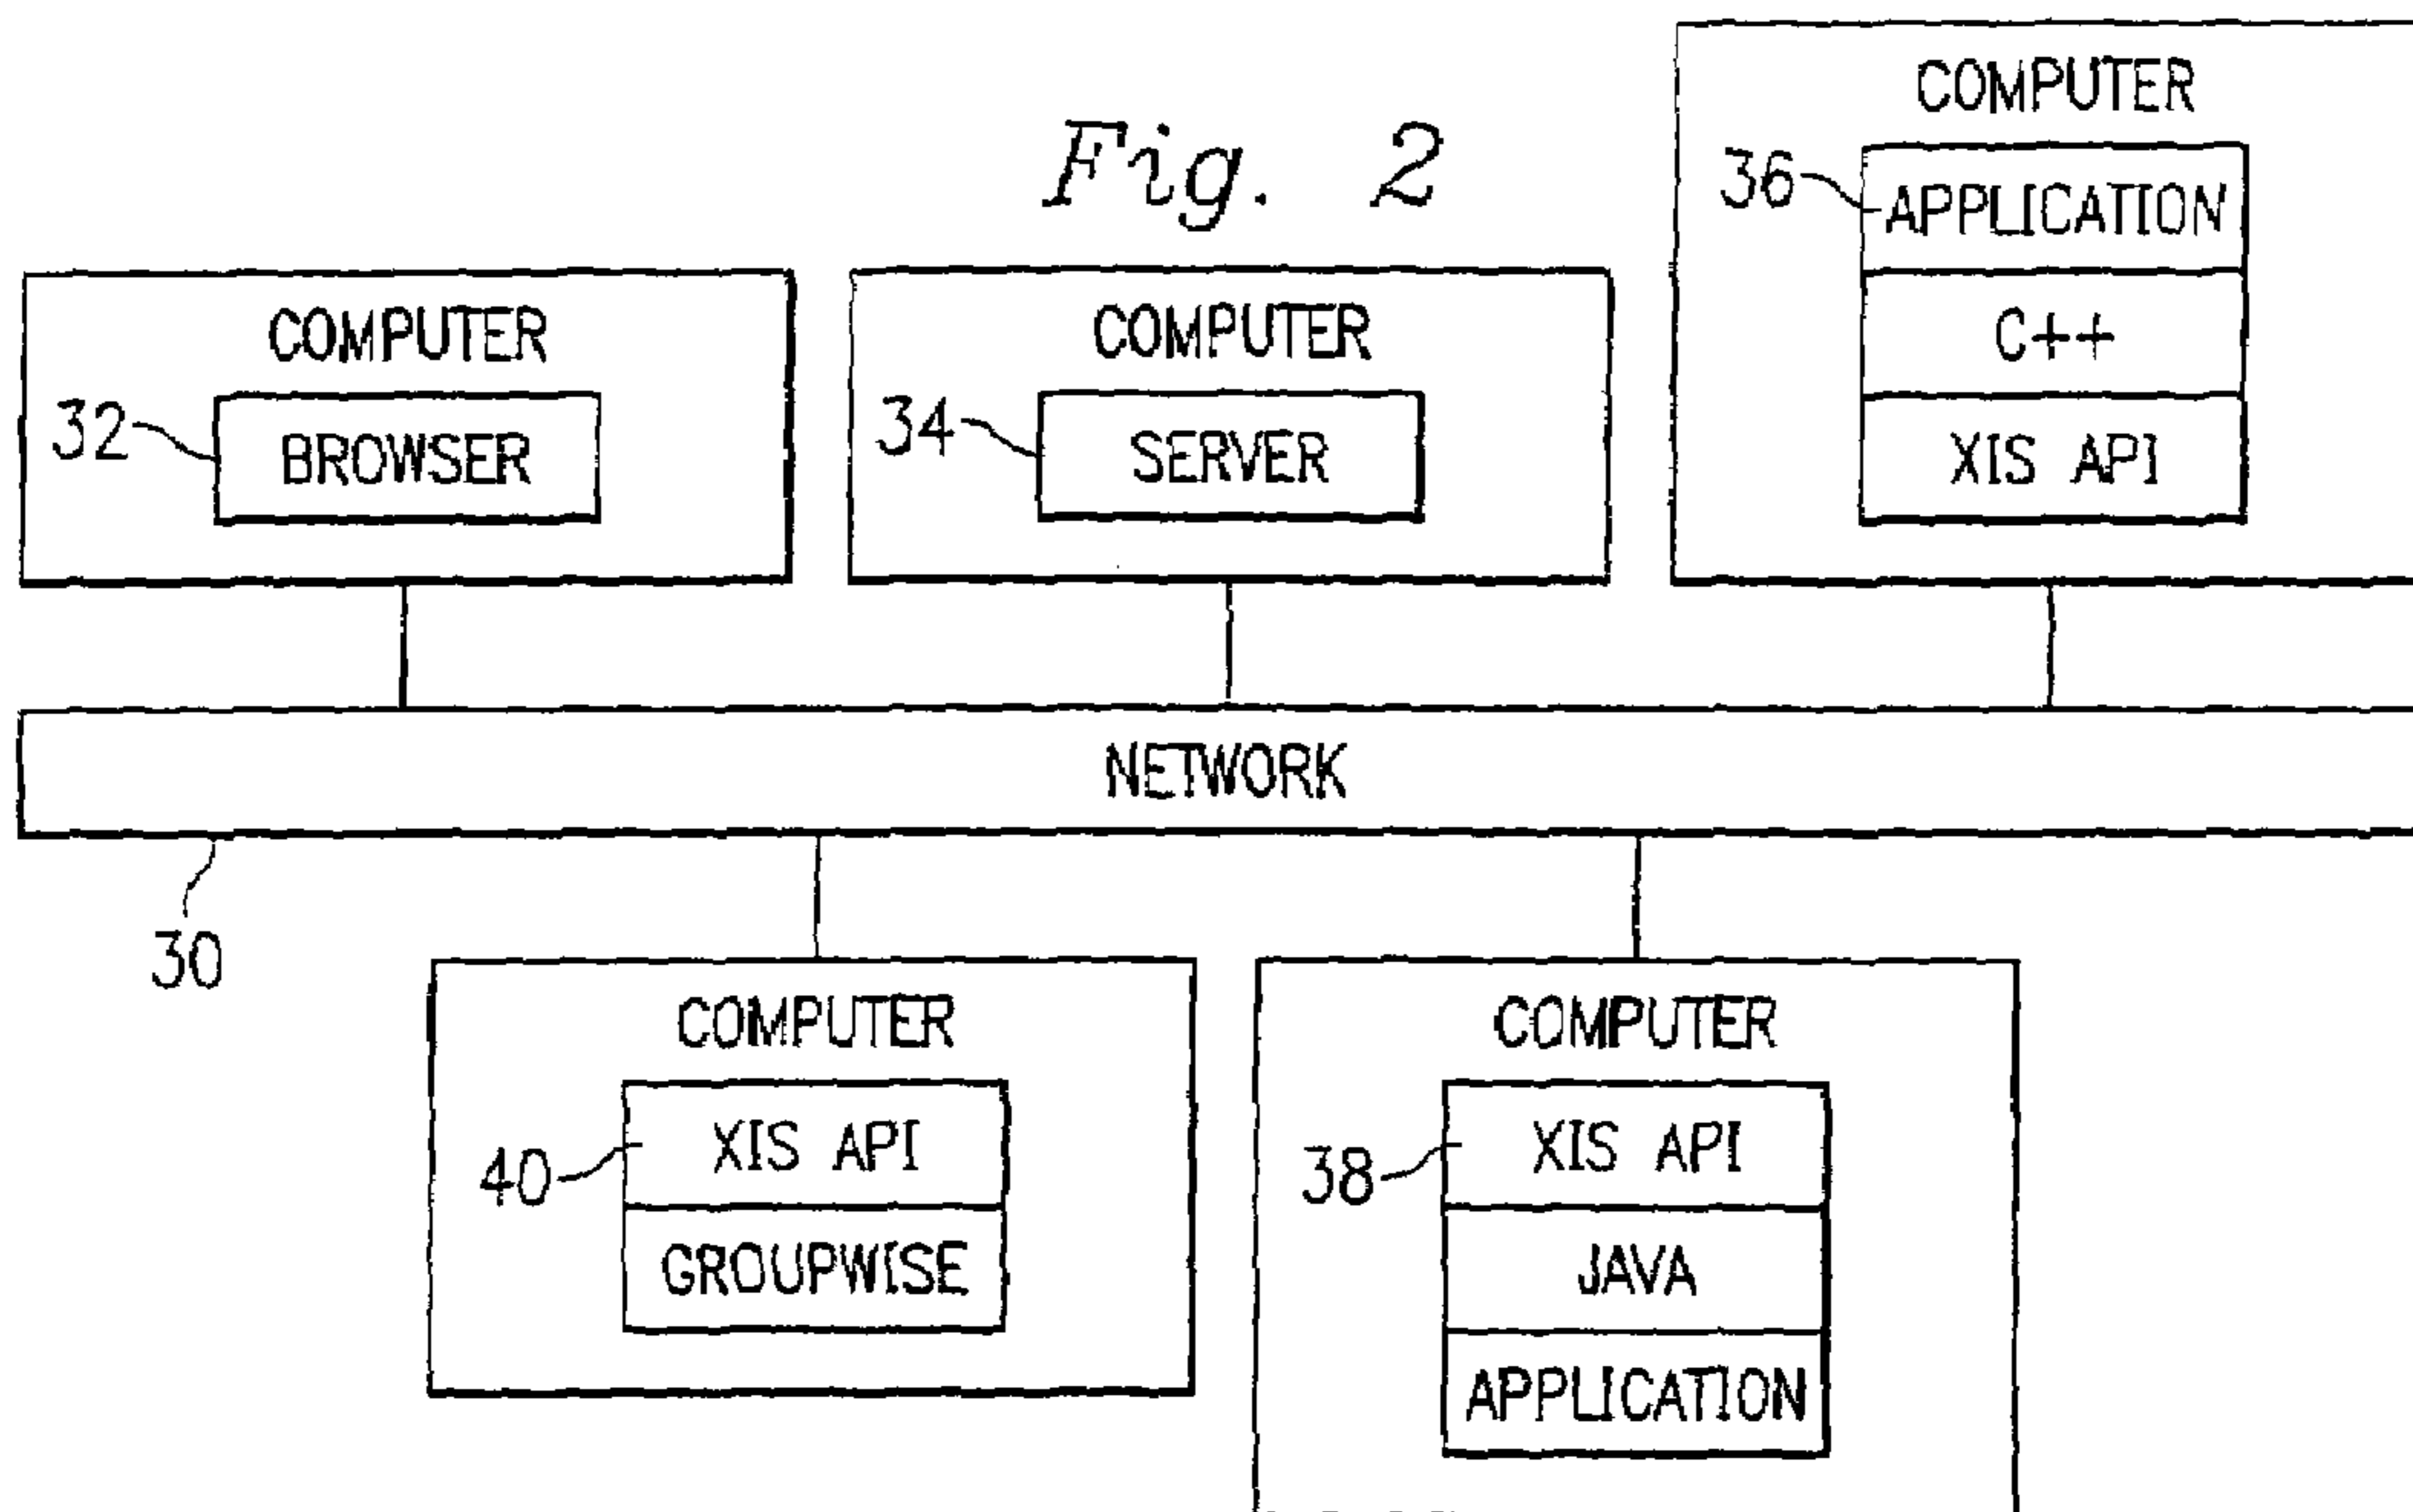 Fig. 2
COMPUTER
32
BROWSER
COMPUTER
34
SERVER
COMPUTER
36
APPLICATION
C++
XIS API
NETWORK
30
COMPUTER
40
XIS API
GROUPWISE
COMPUTER
38
XIS API
JAVA
APPLICATION